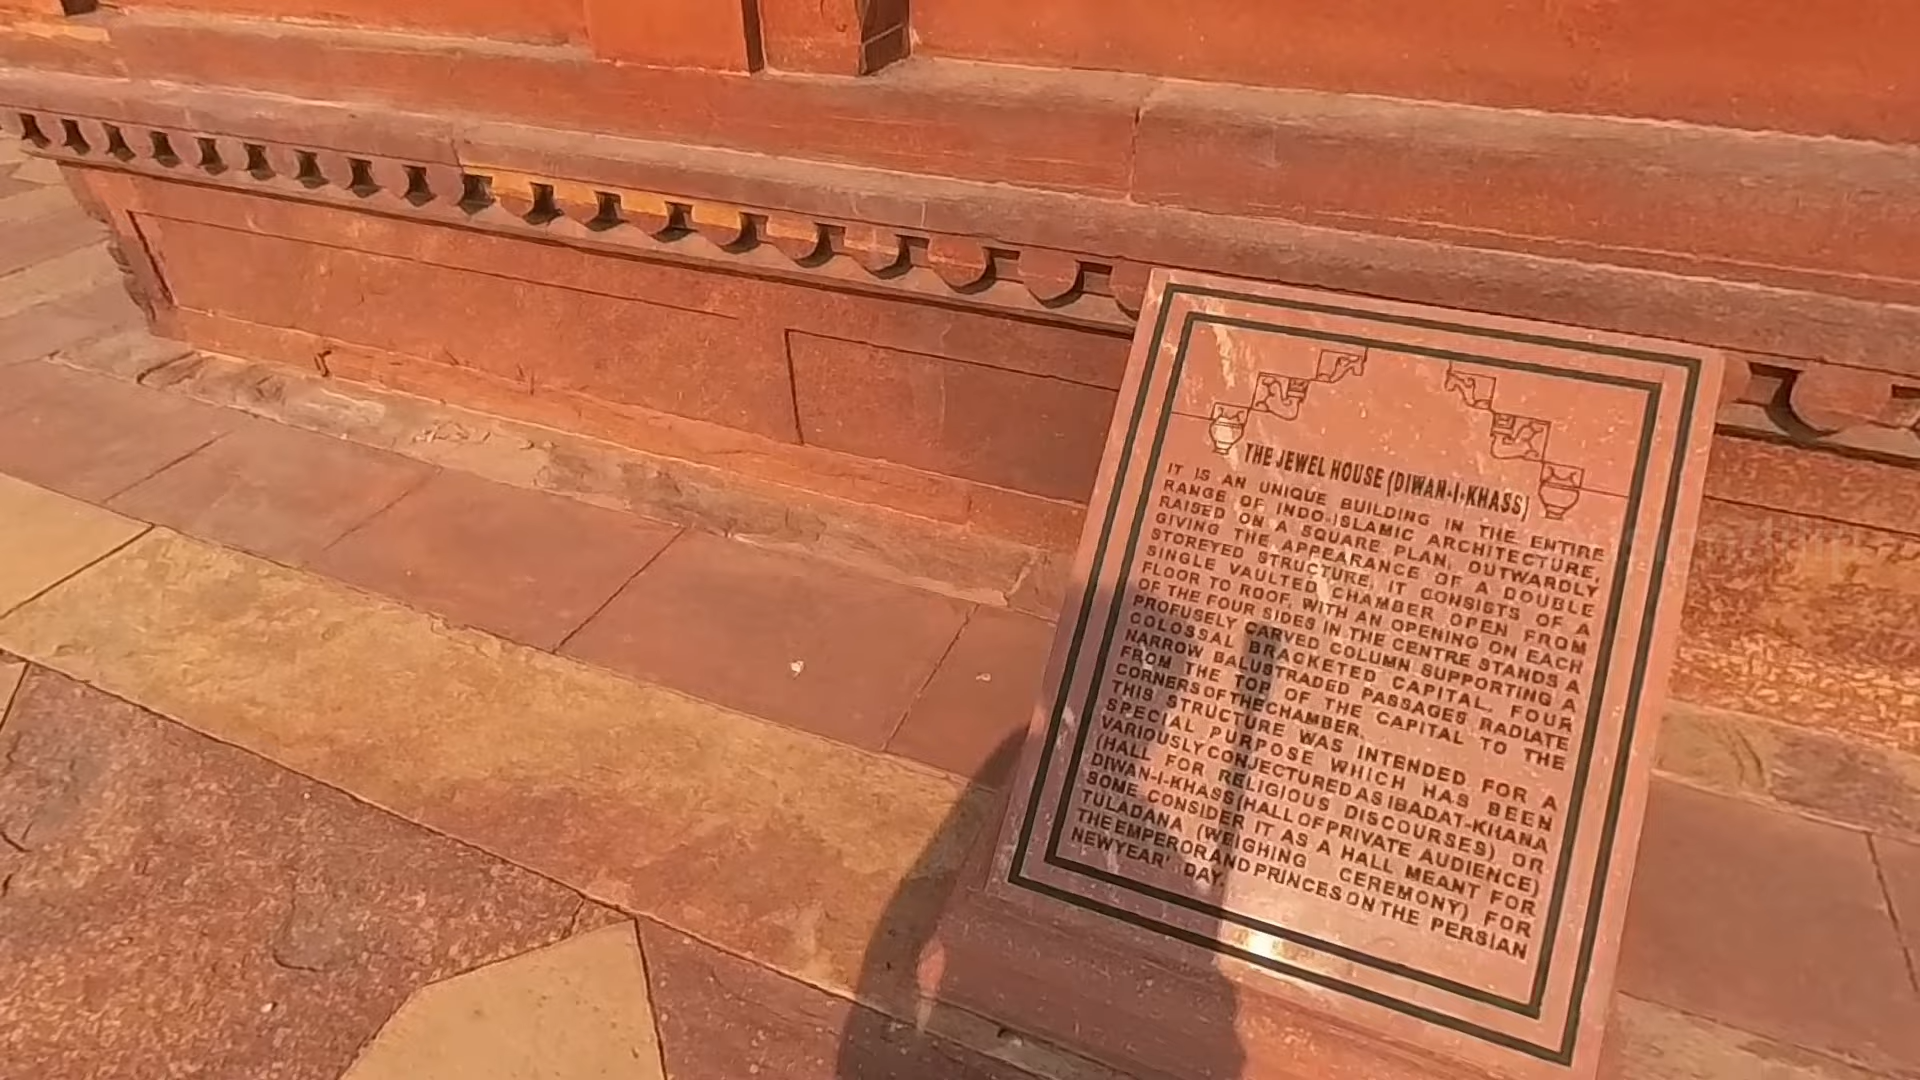 THE JEWEL HOUSE (DIWAN-I-KHASS)
IT IS AN UNIQUE BUILDING IN THE ENTIRE
RANGE OF INDO-ISLAMIC ARCHITECTURE,
RAISED ON A SQUARE PLAN, OUTWARDLY
GIVING THE APPEARANCE OF A DOUBLE
STOREYED STRUCTURE, IT CONSISTS OF A
SINGLE VAULTED CHAMBER OPEN FROM
FLOOR TO ROOF, WITH AN OPENING ON EACH
OF THE FOUR SIDES IN THE CENTRE STANDS A
PROFUSELY CARVED COLUMN SUPPORTING A
COLOSSAL BRACKETED CAPITAL. FOUR
NARROW BALUSTRADED PASSAGES RADIATE
FROM THE TOP OF THE CAPITAL TO THE
CORNERS OF THE CHAMBER.
THIS STRUCTURE WAS INTENDED FOR A
SPECIAL PURPOSE WHICH HAS BEEN
VARIOUSLY CONJECTURED AS IBADAT-KHANA
(HALL FOR RELIGIOUS DISCOURSES) OR
DIWAN-I-KHASS (HALL OF PRIVATE AUDIENCE)
SOME CONSIDER IT AS A HALL MEANT FOR
TULADANA (WEIGHING CEREMONY) FOR
THE EMPEROR AND PRINCES ON THE PERSIAN
NEWYEAR' DAY